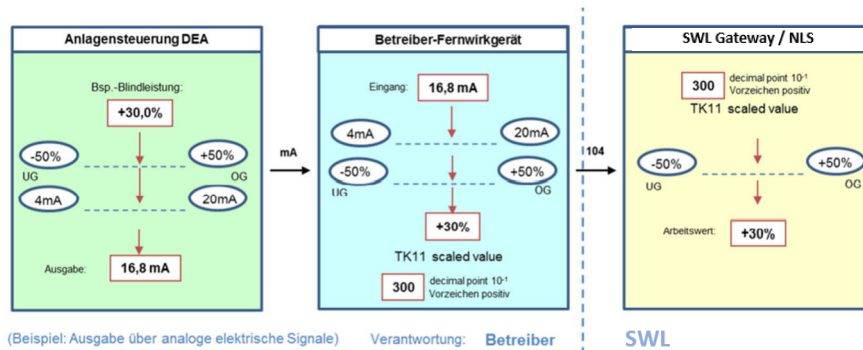 Anlagensteuerung DEA
Bsp.-Blindleistung:
+30,0%
-50%
+50%
UG
OG
4mA
20mA
Ausgabe:
16,8 mA
mA
Betreiber-Fernwirkgerät
Eingang:
16,8 mA
4mA
20mA
-50%
+50%
UG
OG
+30%
TK11 scaled value
300
decimal point 10⁻¹
Vorzeichen positiv
104
SWL Gateway / NLS
300
decimal point 10⁻¹
Vorzeichen positiv
TK11 scaled value
-50%
+50%
UG
OG
Arbeitswert:
+30%
(Beispiel: Ausgabe über analoge elektrische Signale)
Verantwortung: Betreiber
SWL